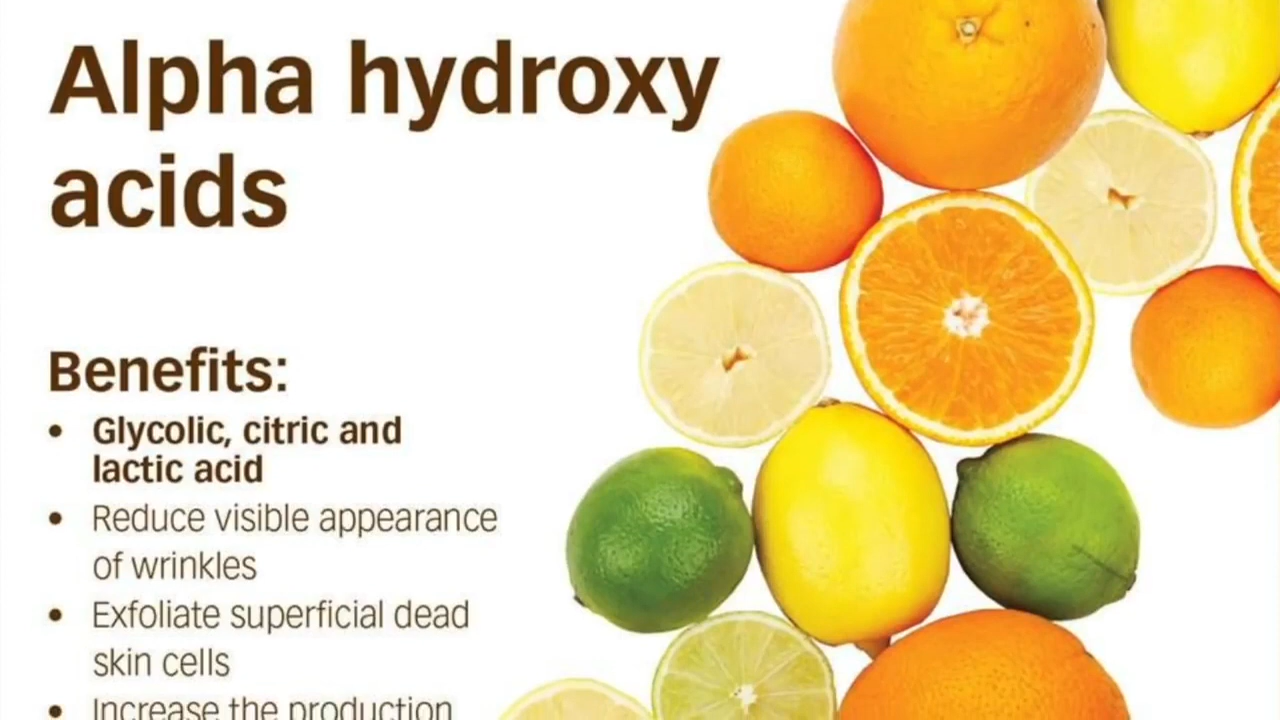 Alpha hydroxy
acids
Benefits:
• Glycolic, citric and
lactic acid
• Reduce visible appearance
of wrinkles
• Exfoliate superficial dead
skin cells
• Increase the production